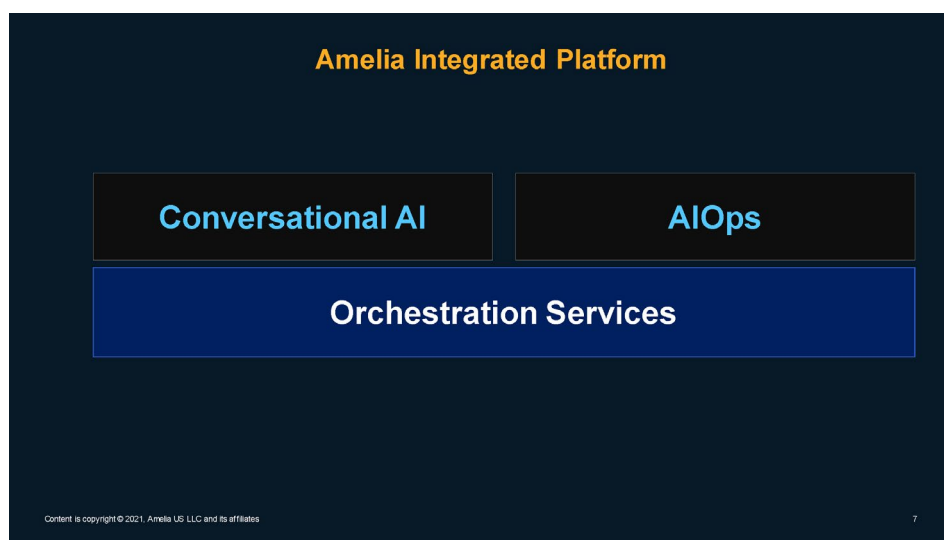 Amelia Integrated Platform
Conversational AI
AIOps
Orchestration Services
Content is copyright © 2021, Amelia US LLC and its affiliates
7